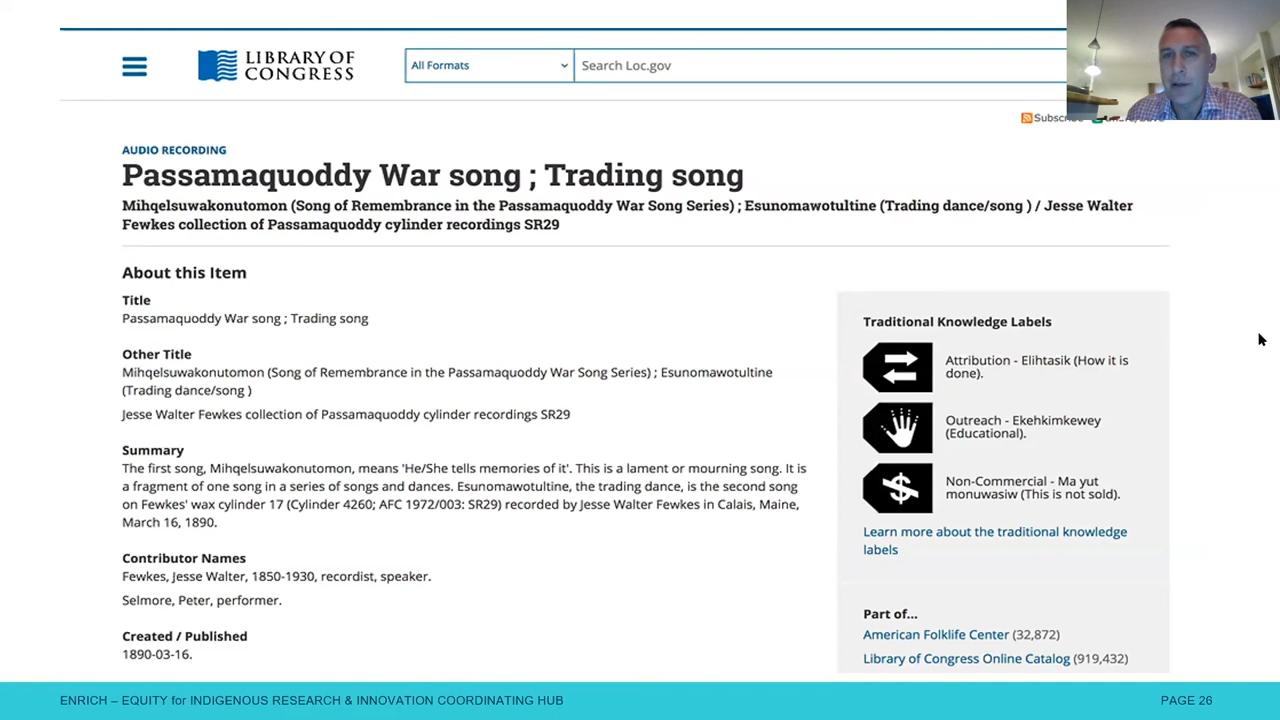 LIBRARY OF
CONGRESS
All Formats
Search Loc.gov
AUDIO RECORDING
Passamaquoddy War song ; Trading song
Mihqelsuwakonutomon (Song of Remembrance in the Passamaquoddy War Song Series) ; Esunomawotultine (Trading dance/song ) / Jesse Walter
Fewkes collection of Passamaquoddy cylinder recordings SR29
About this Item
Title
Passamaquoddy War song ; Trading song
Other Title
Mihqelsuwakonutomon (Song of Remembrance in the Passamaquoddy War Song Series) ; Esunomawotultine
(Trading dance/song )
Jesse Walter Fewkes collection of Passamaquoddy cylinder recordings SR29
Summary
The first song, Mihqelsuwakonutomon, means 'He/She tells memories of it'. This is a lament or mourning song. It is
a fragment of one song in a series of songs and dances. Esunomawotultine, the trading dance, is the second song
on Fewkes' wax cylinder 17 (Cylinder 4260; AFC 1972/003: SR29) recorded by Jesse Walter Fewkes in Calais, Maine,
March 16, 1890.
Contributor Names
Fewkes, Jesse Walter, 1850-1930, recordist, speaker.
Selmore, Peter, performer.
Created / Published
1890-03-16.
Traditional Knowledge Labels
Attribution - Elihtasik (How it is
done).
Outreach - Ekehkimkewey
(Educational).
Non-Commercial - Ma yut
monuwasiw (This is not sold).
Learn more about the traditional knowledge
labels
Part of...
American Folklife Center (32,872)
Library of Congress Online Catalog (919,432)
ENRICH – EQUITY for INDIGENOUS RESEARCH & INNOVATION COORDINATING HUB
PAGE 26